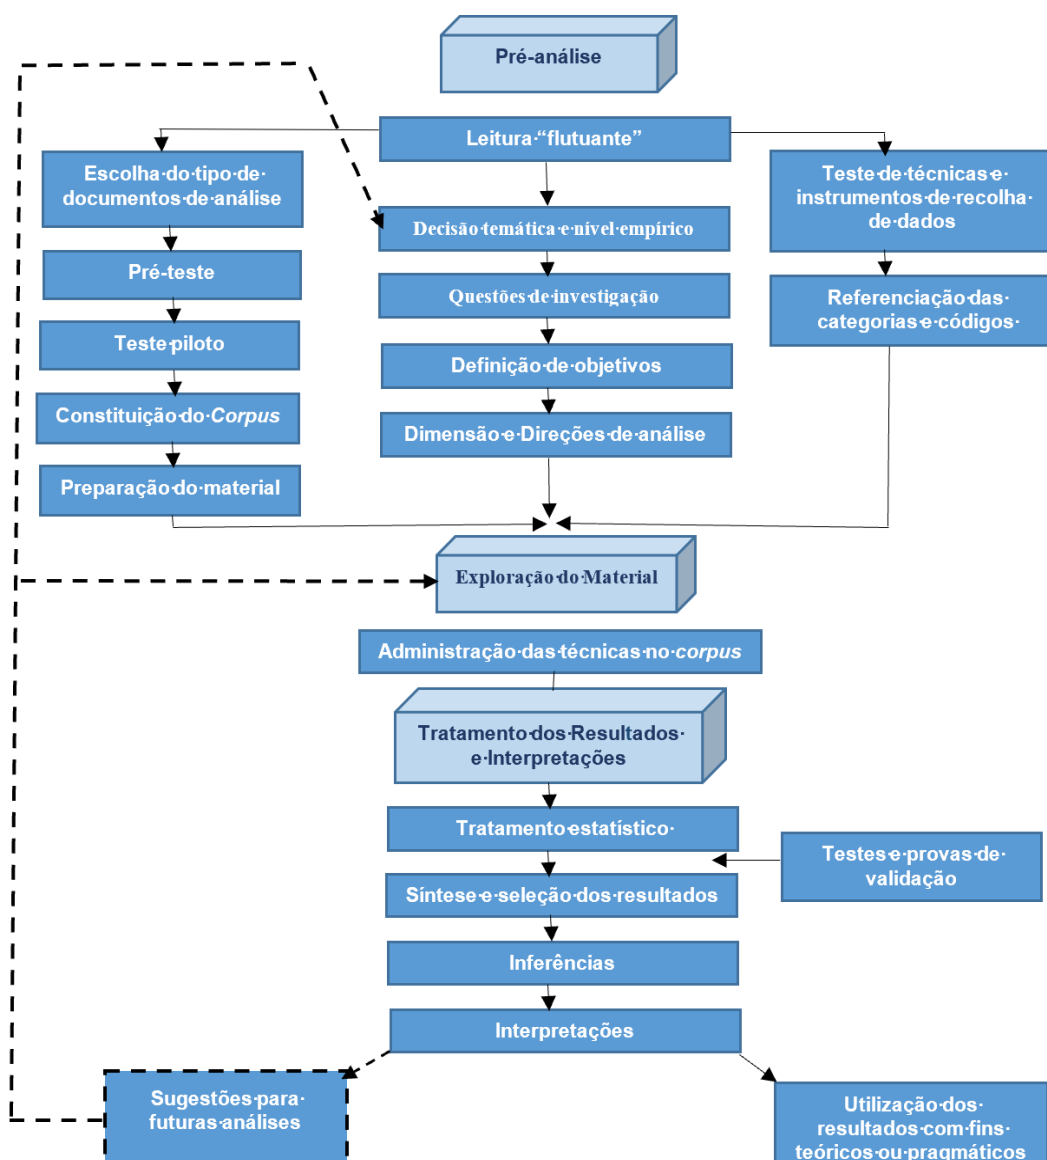 Pré-análise
Leitura·“flutuante”
Escolha·do·tipo·de·
documentos·de·análise
Teste·de·técnicas·e·
instrumentos·de·recolha·
de·dados
Decisão·temática·e·nível·empírico
Pré-teste
Questões·de·investigação
Referenciação·das·
categorias·e·códigos·
Teste·piloto
Definição·de·objetivos
Constituição·do·Corpus
Dimensão·e·Direções·de·análise
Preparação·do·material
Exploração·do·Material
Administração·das·técnicas·no·corpus
Tratamento·dos·Resultados·
e·Interpretações
Tratamento·estatístico·
Testes·e·provas·de·
validação
Síntese·e·seleção·dos·resultados
Inferências
Interpretações
Sugestões·para·
futuras·análises
Utilização·dos·
resultados·com·fins·
teóricos·ou·pragmáticos